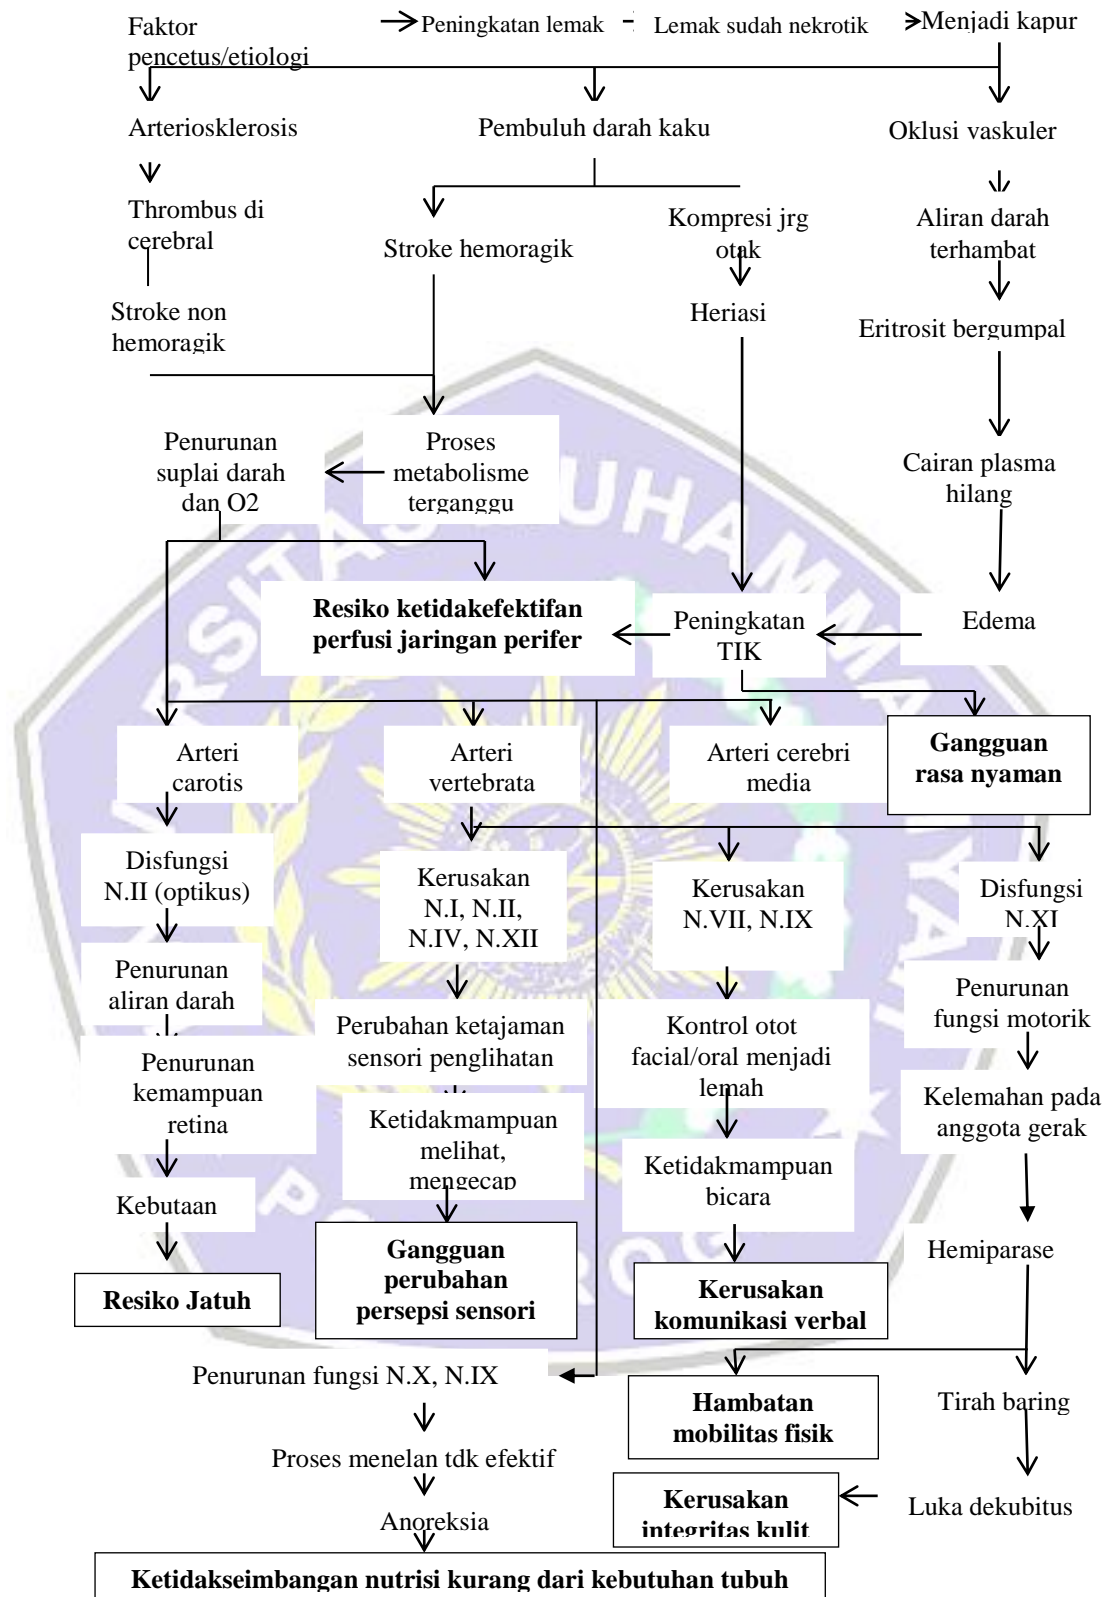 Faktor
pencetus/etiologi
Peningkatan lemak
Lemak sudah nekrotik
Menjadi kapur
Arteriosklerosis
Pembuluh darah kaku
Oklusi vaskuler
Thrombus di
cerebral
Stroke hemoragik
Kompresi jrg
otak
Aliran darah
terhambat
Stroke non
hemoragik
Heriasi
Eritrosit bergumpal
Penurunan
suplai darah
dan O2
Proses
metabolisme
terganggu
Cairan plasma
hilang
Resiko ketidakefektifan
perfusi jaringan perifer
Peningkatan
TIK
Edema
Arteri
carotis
Arteri
vertebrata
Arteri cerebri
media
Gangguan
rasa nyaman
Disfungsi
N.II (optikus)
Kerusakan
N.I, N.II,
N.IV, N.XII
Kerusakan
N.VII, N.IX
Disfungsi
N.XI
Penurunan
aliran darah
Perubahan ketajaman
sensori penglihatan
Kontrol otot
facial/oral menjadi
lemah
Penurunan
fungsi motorik
Penurunan
kemampuan
retina
Ketidakmampuan
melihat,
mengecap
Ketidakmampuan
bicara
Kelemahan pada
anggota gerak
Kebutaan
Hemiparase
Resiko Jatuh
Gangguan
perubahan
persepsi sensori
Kerusakan
komunikasi verbal
Penurunan fungsi N.X, N.IX
Hambatan
mobilitas fisik
Tirah baring
Proses menelan tdk efektif
Kerusakan
integritas kulit
Luka dekubitus
Anoreksia
Ketidakseimbangan nutrisi kurang dari kebutuhan tubuh